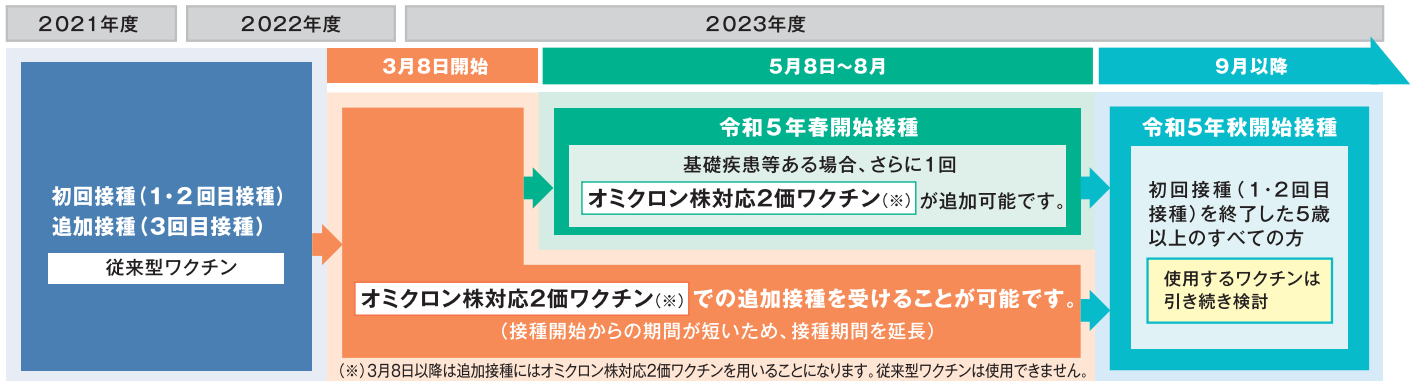 2021年度
2022年度
2023年度
3月8日開始
5月8日～8月
9月以降
初回接種（1・2回目接種）
追加接種（3回目接種）
従来型ワクチン
令和5年春開始接種
基礎疾患等ある場合、さらに1回
オミクロン株対応2価ワクチン（※）が追加可能です。
オミクロン株対応2価ワクチン（※）での追加接種を受けることが可能です。
（接種開始からの期間が短いため、接種期間を延長）
（※）3月8日以降は追加接種にはオミクロン株対応2価ワクチンを用いることになります。従来型ワクチンは使用できません。
令和5年秋開始接種
初回接種（1・2回目
接種）を終了した5歳
以上のすべての方
使用するワクチンは
引き続き検討